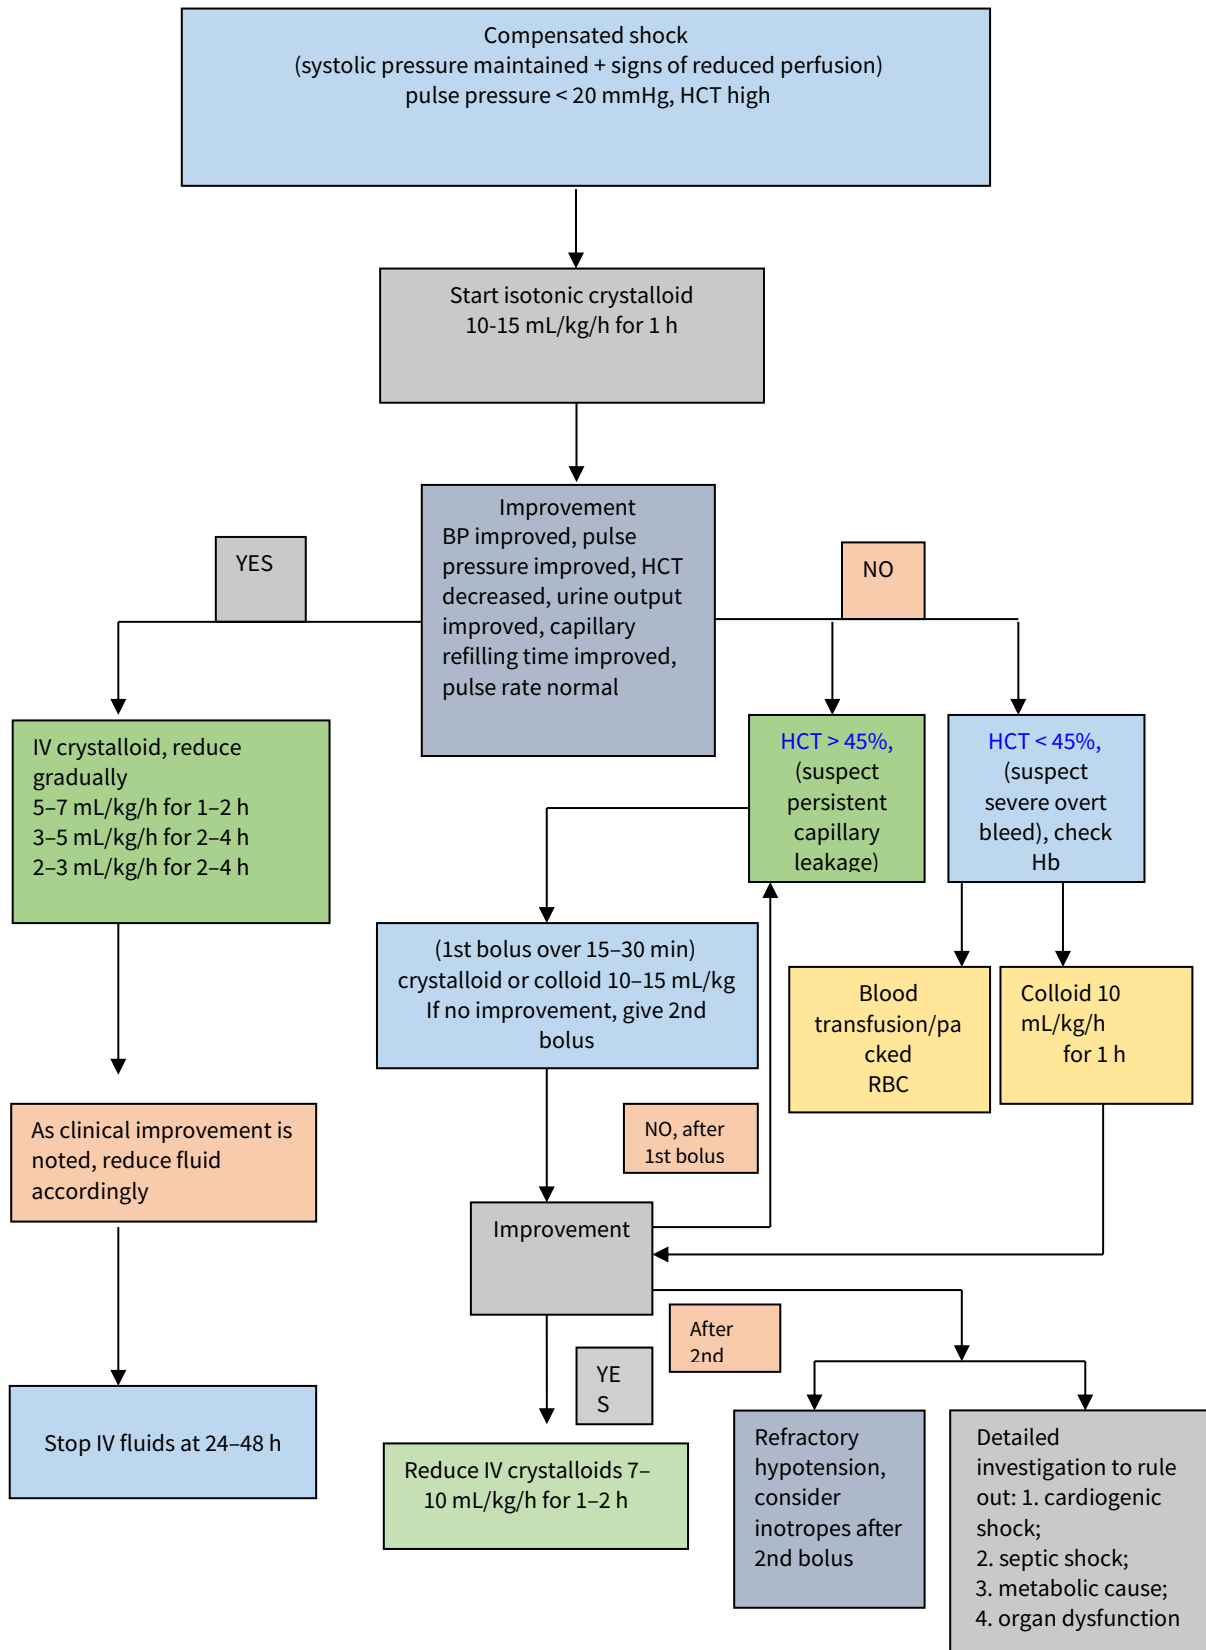 Compensated shock
(systolic pressure maintained + signs of reduced perfusion)
pulse pressure < 20 mmHg, HCT high
Start isotonic crystalloid
10-15 mL/kg/h for 1 h
Improvement
BP improved, pulse
pressure improved, HCT
decreased, urine output
improved, capillary
refilling time improved,
pulse rate normal
YES
NO
IV crystalloid, reduce
gradually
5–7 mL/kg/h for 1–2 h
3–5 mL/kg/h for 2–4 h
2–3 mL/kg/h for 2–4 h
HCT > 45%,
(suspect
persistent
capillary
leakage)
HCT < 45%,
(suspect
severe overt
bleed), check
Hb
(1st bolus over 15–30 min)
crystalloid or colloid 10–15 mL/kg
If no improvement, give 2nd
bolus
Blood
transfusion/pa
cked
RBC
Colloid 10
mL/kg/h
for 1 h
As clinical improvement is
noted, reduce fluid
accordingly
NO, after
1st bolus
Improvement
After
2nd
YE
S
Stop IV fluids at 24–48 h
Reduce IV crystalloids 7–
10 mL/kg/h for 1–2 h
Refractory
hypotension,
consider
inotropes after
2nd bolus
Detailed
investigation to rule
out: 1. cardiogenic
shock;
2. septic shock;
3. metabolic cause;
4. organ dysfunction